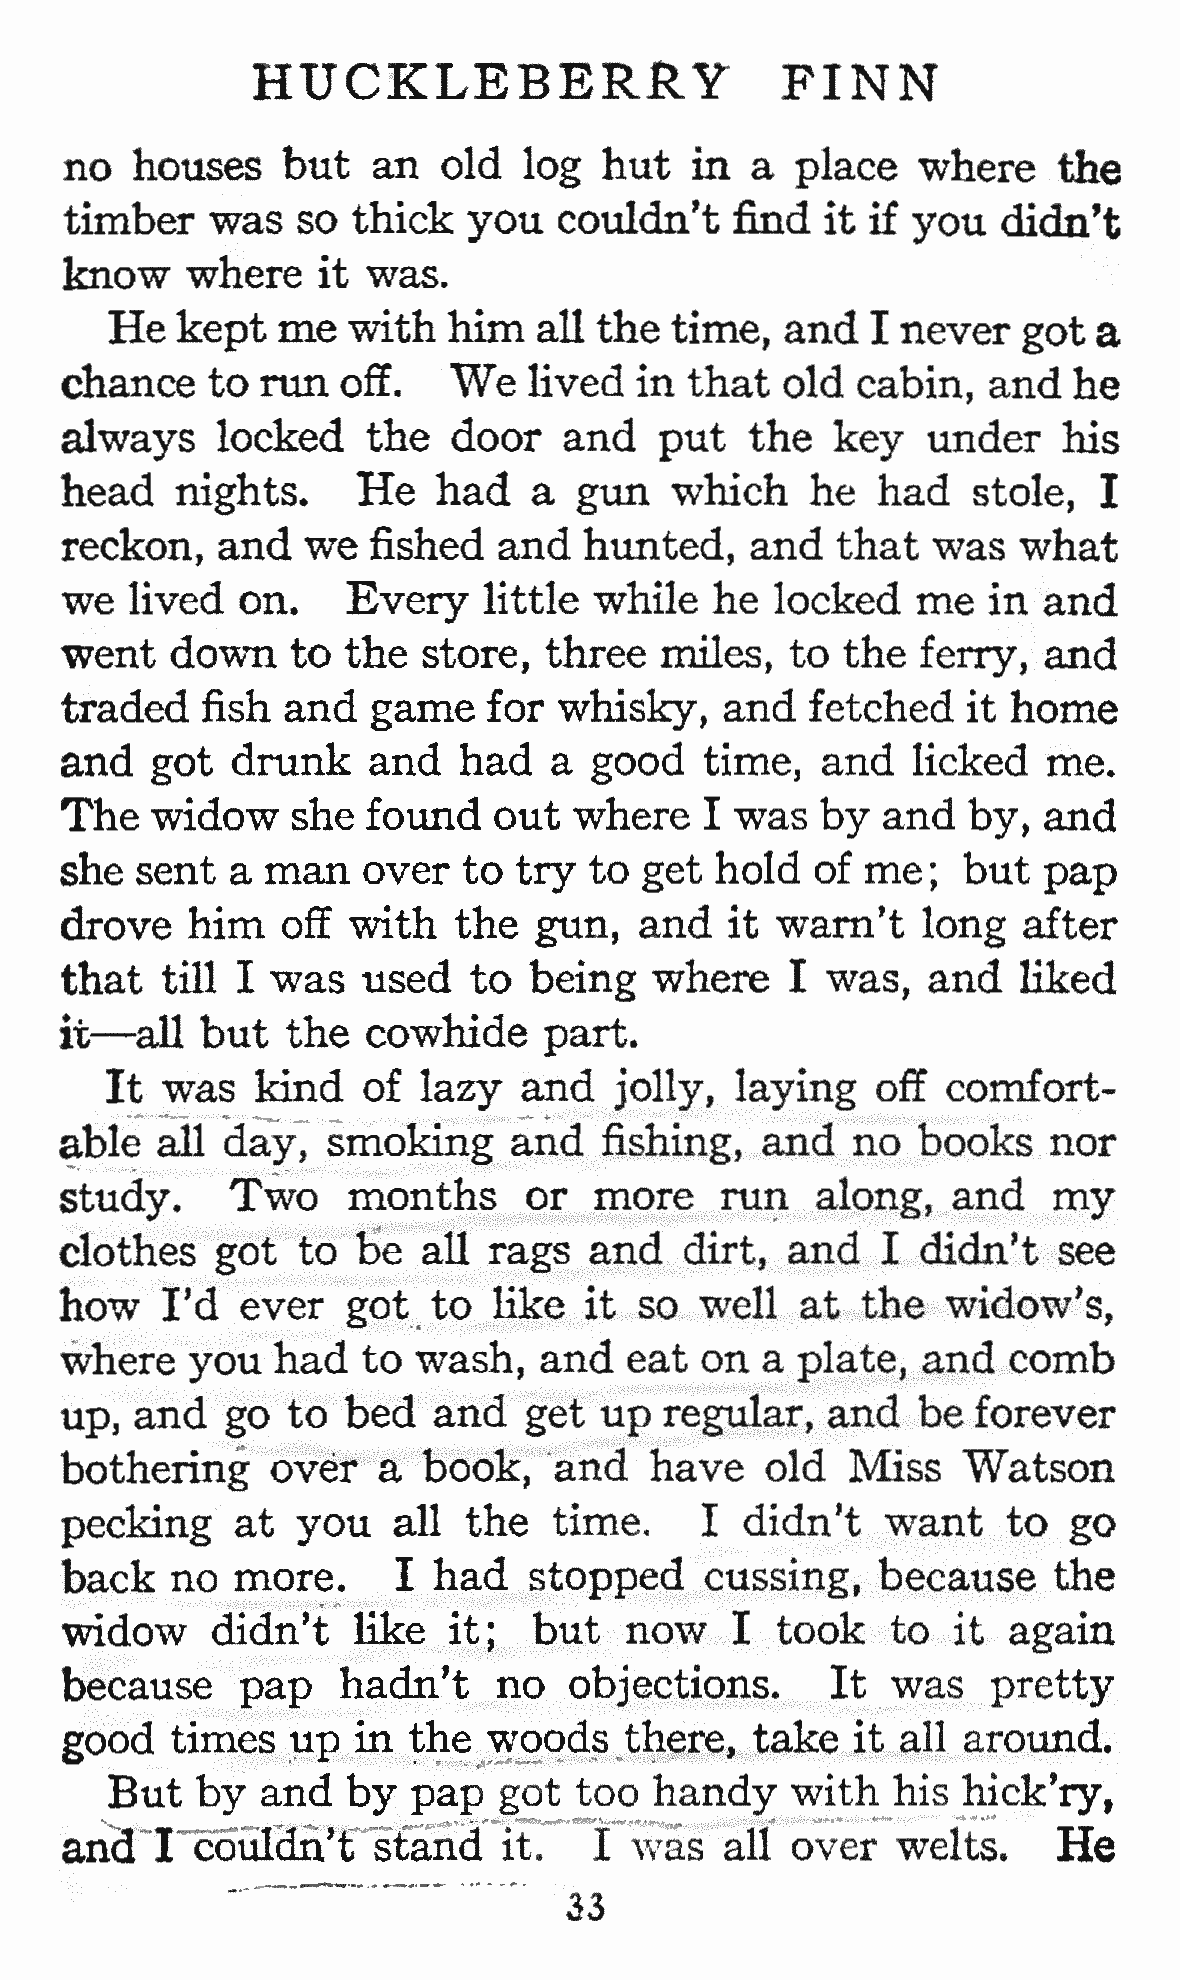 HUCKLEBERRY FINN
no houses but an old log hut in a place where the
timber was so thick you couldn't find it if you didn't
know where it was.
He kept me with him all the time, and I never got a
chance to run off. We lived in that old cabin, and he
always locked the door and put the key under his
head nights. He had a gun which he had stole, I
reckon, and we fished and hunted, and that was what
we lived on. Every little while he locked me in and
went down to the store, three miles, to the ferry, and
traded fish and game for whisky, and fetched it home
and got drunk and had a good time, and licked me.
The widow she found out where I was by and by, and
she sent a man over to try to get hold of me; but pap
drove him off with the gun, and it warn't long after
that till I was used to being where I was, and liked
it—all but the cowhide part.
It was kind of lazy and jolly, laying off comfort-
able all day, smoking and fishing, and no books nor
study. Two months or more run along, and my
clothes got to be all rags and dirt, and I didn't see
how I'd ever got to like it so well at the widow's,
where you had to wash, and eat on a plate, and comb
up, and go to bed and get up regular, and be forever
bothering over a book, and have old Miss Watson
pecking at you all the time. I didn't want to go
back no more. I had stopped cussing, because the
widow didn't like it; but now I took to it again
because pap hadn't no objections. It was pretty
good times up in the woods there, take it all around.
But by and by pap got too handy with his hick'ry,
and I couldn't stand it. I was all over welts. He
33